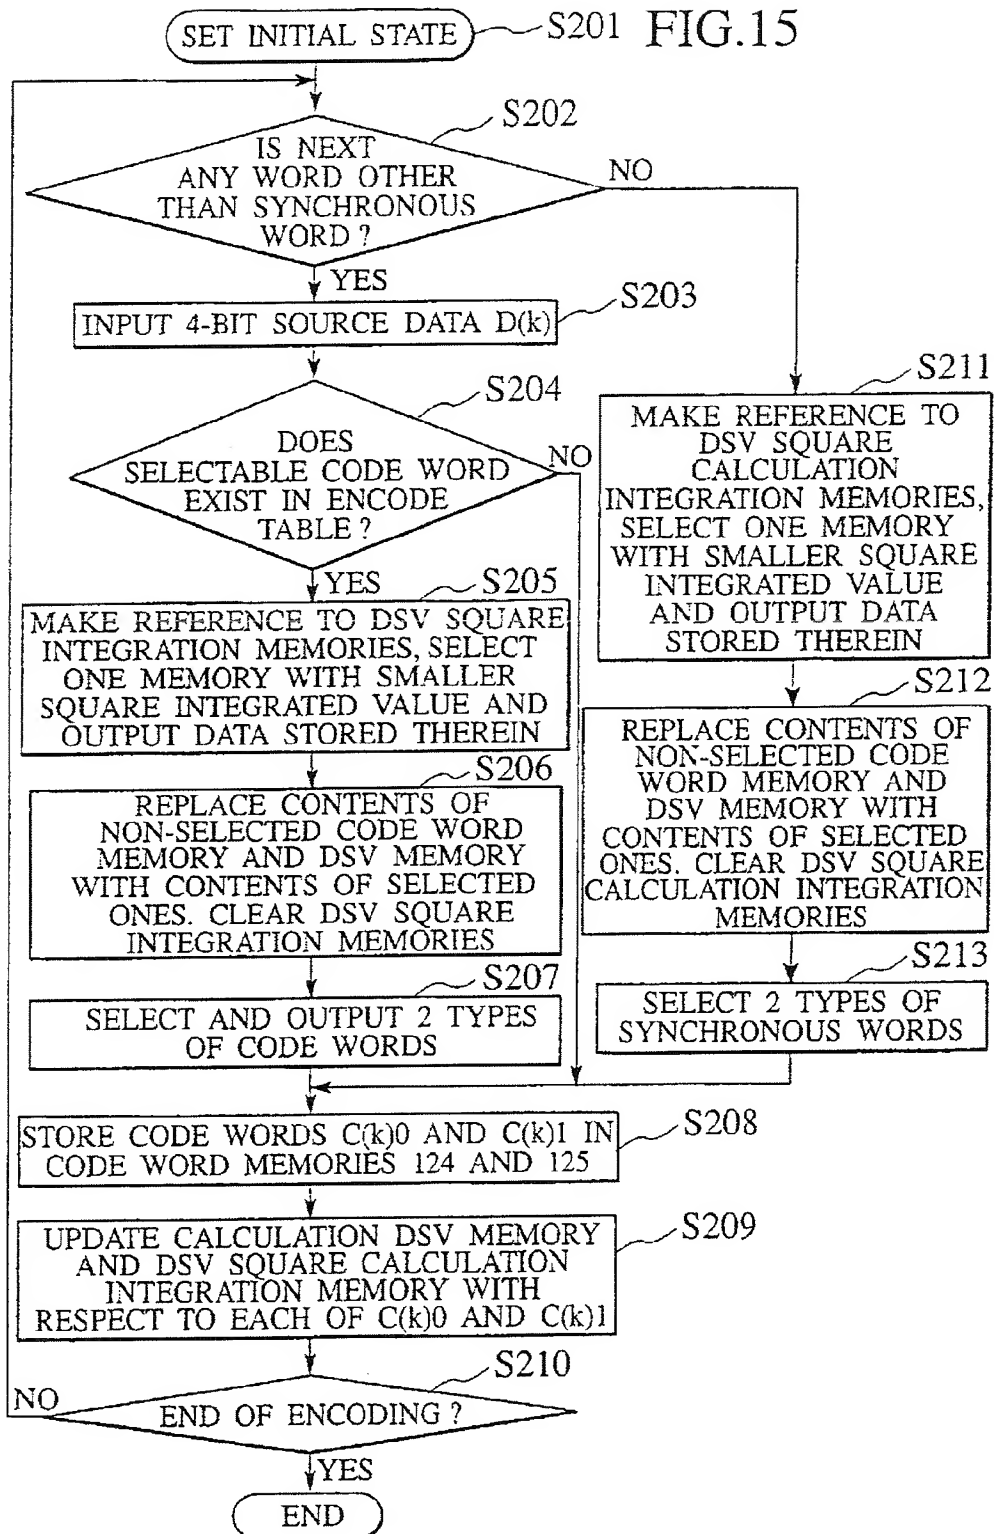 SET INITIAL STATE
S201
FIG.15
S202
IS NEXT
ANY WORD OTHER
THAN SYNCHRONOUS
WORD ?
NO
YES
S203
INPUT 4-BIT SOURCE DATA D(k)
S204
DOES
SELECTABLE CODE WORD
EXIST IN ENCODE
TABLE ?
NO
YES
S205
MAKE REFERENCE TO DSV SQUARE
INTEGRATION MEMORIES, SELECT
ONE MEMORY WITH SMALLER
SQUARE INTEGRATED VALUE AND
OUTPUT DATA STORED THEREIN
S206
REPLACE CONTENTS OF
NON-SELECTED CODE WORD
MEMORY AND DSV MEMORY
WITH CONTENTS OF SELECTED
ONES. CLEAR DSV SQUARE
INTEGRATION MEMORIES
S207
SELECT AND OUTPUT 2 TYPES
OF CODE WORDS
S211
MAKE REFERENCE TO
DSV SQUARE
CALCULATION
INTEGRATION MEMORIES,
SELECT ONE MEMORY
WITH SMALLER SQUARE
INTEGRATED VALUE
AND OUTPUT DATA
STORED THEREIN
S212
REPLACE CONTENTS OF
NON-SELECTED CODE
WORD MEMORY AND
DSV MEMORY WITH
CONTENTS OF SELECTED
ONES. CLEAR DSV SQUARE
CALCULATION INTEGRATION
MEMORIES
S213
SELECT 2 TYPES OF
SYNCHRONOUS WORDS
S208
STORE CODE WORDS C(k)0 AND C(k)1 IN
CODE WORD MEMORIES 124 AND 125
S209
UPDATE CALCULATION DSV MEMORY
AND DSV SQUARE CALCULATION
INTEGRATION MEMORY WITH
RESPECT TO EACH OF C(k)0 AND C(k)1
S210
END OF ENCODING ?
NO
YES
END